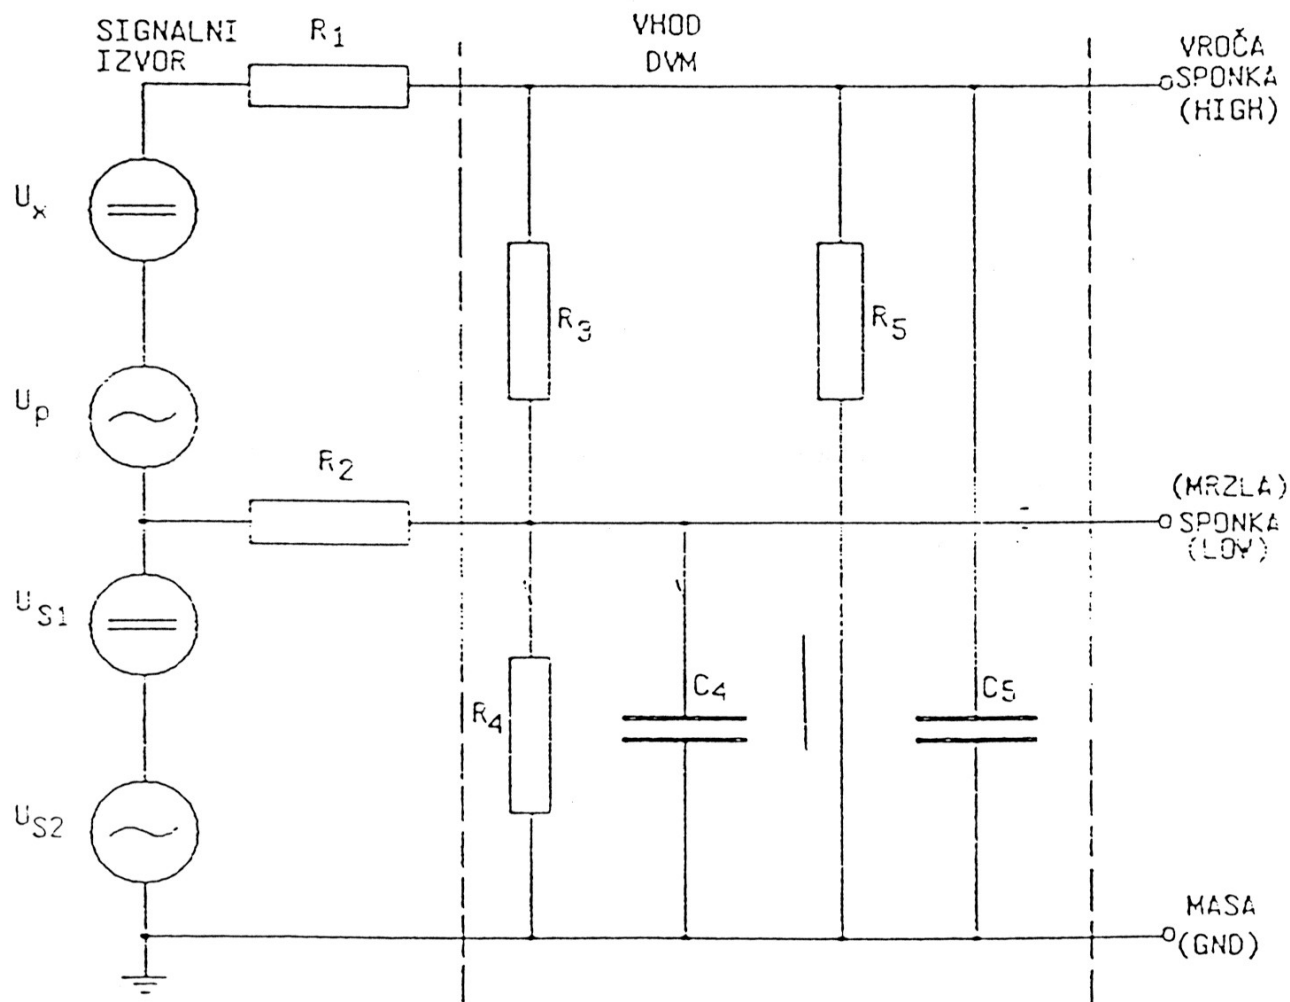 SIGNALNI
IZVOR
R1
VHOD
DVM
VROČA
SPONKA
(HIGH)
Ux
R3
R5
Up
R2
(MRZLA)
SPONKA
(LOW)
US1
R4
C4
C5
US2
MASA
(GND)